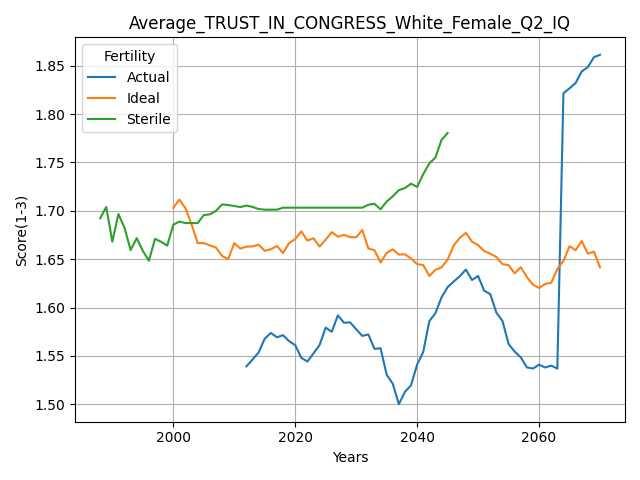 Average_TRUST_IN_CONGRESS_White_Female_Q2_IQ
Fertility
Actual
Ideal
Sterile
Score(1-3)
1.85
1.80
1.75
1.70
1.65
1.60
1.55
1.50
2000 2020 2040 2060
Years